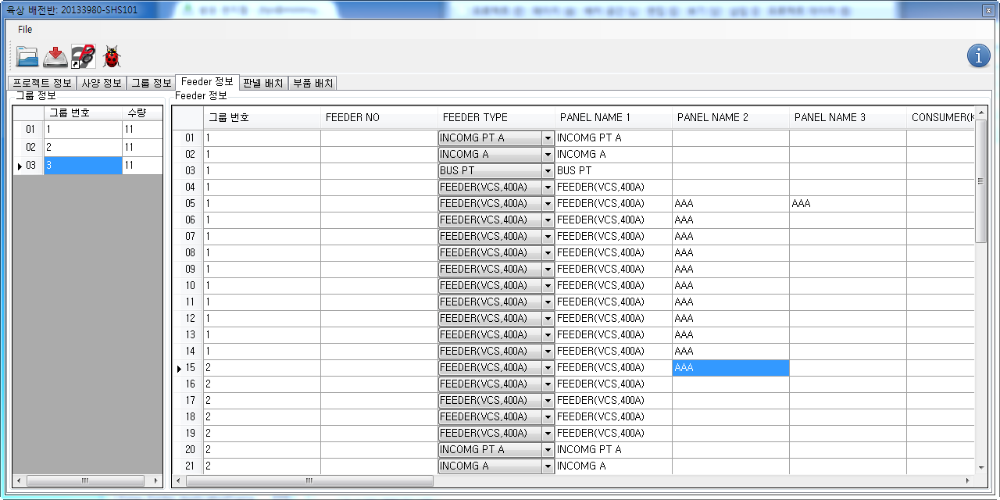 육상 배전반: 20133980-SHS101
File
프로젝트 정보 사양 정보 그룹 정보 Feeder 정보 판넬 배치 부품 배치
그룹 정보 Feeder 정보
그룹 번호 수량
01 1 11
02 2 11
03 3 11
그룹 번호 FEEDER NO FEEDER TYPE PANEL NAME 1 PANEL NAME 2 PANEL NAME 3 CONSUMER(K
01 1 INCOMG PT A INCOMG PT A
02 1 INCOMG A INCOMG A
03 1 BUS PT BUS PT
04 1 FEEDER(VCS,400A) FEEDER(VCS,400A)
05 1 FEEDER(VCS,400A) FEEDER(VCS,400A) AAA AAA
06 1 FEEDER(VCS,400A) FEEDER(VCS,400A) AAA
07 1 FEEDER(VCS,400A) FEEDER(VCS,400A) AAA
08 1 FEEDER(VCS,400A) FEEDER(VCS,400A) AAA
09 1 FEEDER(VCS,400A) FEEDER(VCS,400A) AAA
10 1 FEEDER(VCS,400A) FEEDER(VCS,400A) AAA
11 1 FEEDER(VCS,400A) FEEDER(VCS,400A) AAA
12 1 FEEDER(VCS,400A) FEEDER(VCS,400A) AAA
13 1 FEEDER(VCS,400A) FEEDER(VCS,400A) AAA
14 1 FEEDER(VCS,400A) FEEDER(VCS,400A) AAA
15 2 FEEDER(VCS,400A) FEEDER(VCS,400A) AAA
16 2 FEEDER(VCS,400A) FEEDER(VCS,400A)
17 2 FEEDER(VCS,400A) FEEDER(VCS,400A)
18 2 FEEDER(VCS,400A) FEEDER(VCS,400A)
19 2 FEEDER(VCS,400A) FEEDER(VCS,400A)
20 2 INCOMG PT A INCOMG PT A
21 2 INCOMG A INCOMG A